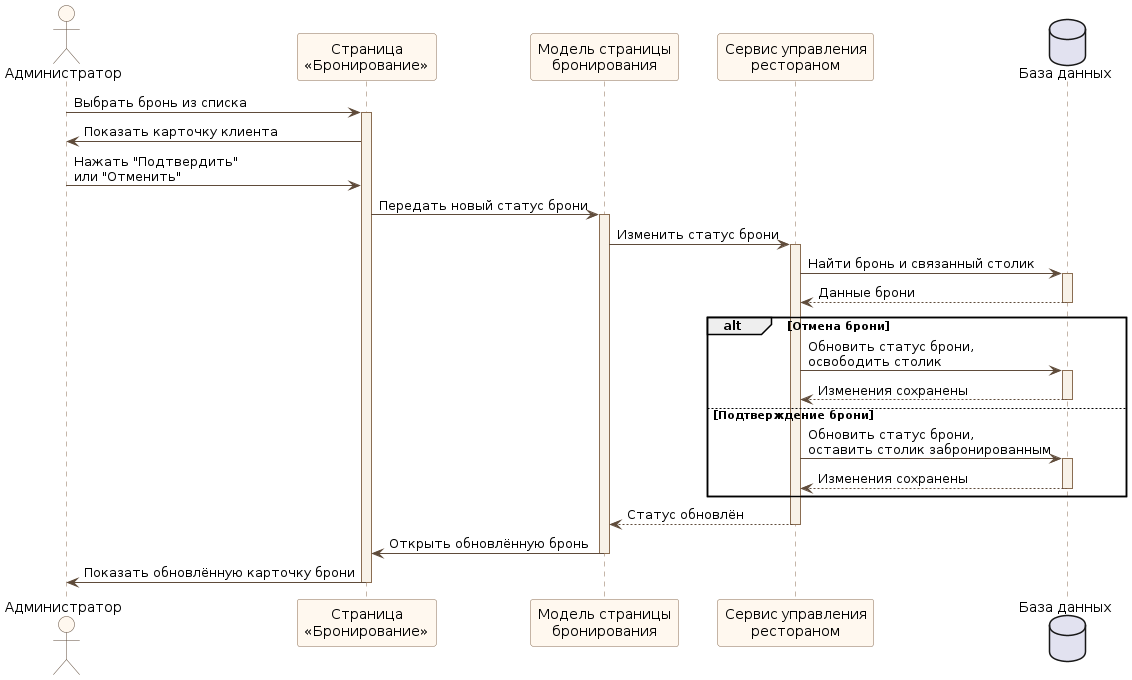 Администратор
Страница
«Бронирование»
Модель страницы
бронирования
Сервис управления
рестораном
База данных
Выбрать бронь из списка
Показать карточку клиента
Нажать "Подтвердить"
или "Отменить"
Передать новый статус брони
Изменить статус брони
Найти бронь и связанный столик
Данные брони
alt
[Отмена брони]
Обновить статус брони,
освободить столик
Изменения сохранены
[Подтверждение брони]
Обновить статус брони,
оставить столик забронированным
Изменения сохранены
Статус обновлён
Открыть обновлённую бронь
Показать обновлённую карточку брони
Администратор
Страница
«Бронирование»
Модель страницы
бронирования
Сервис управления
рестораном
База данных